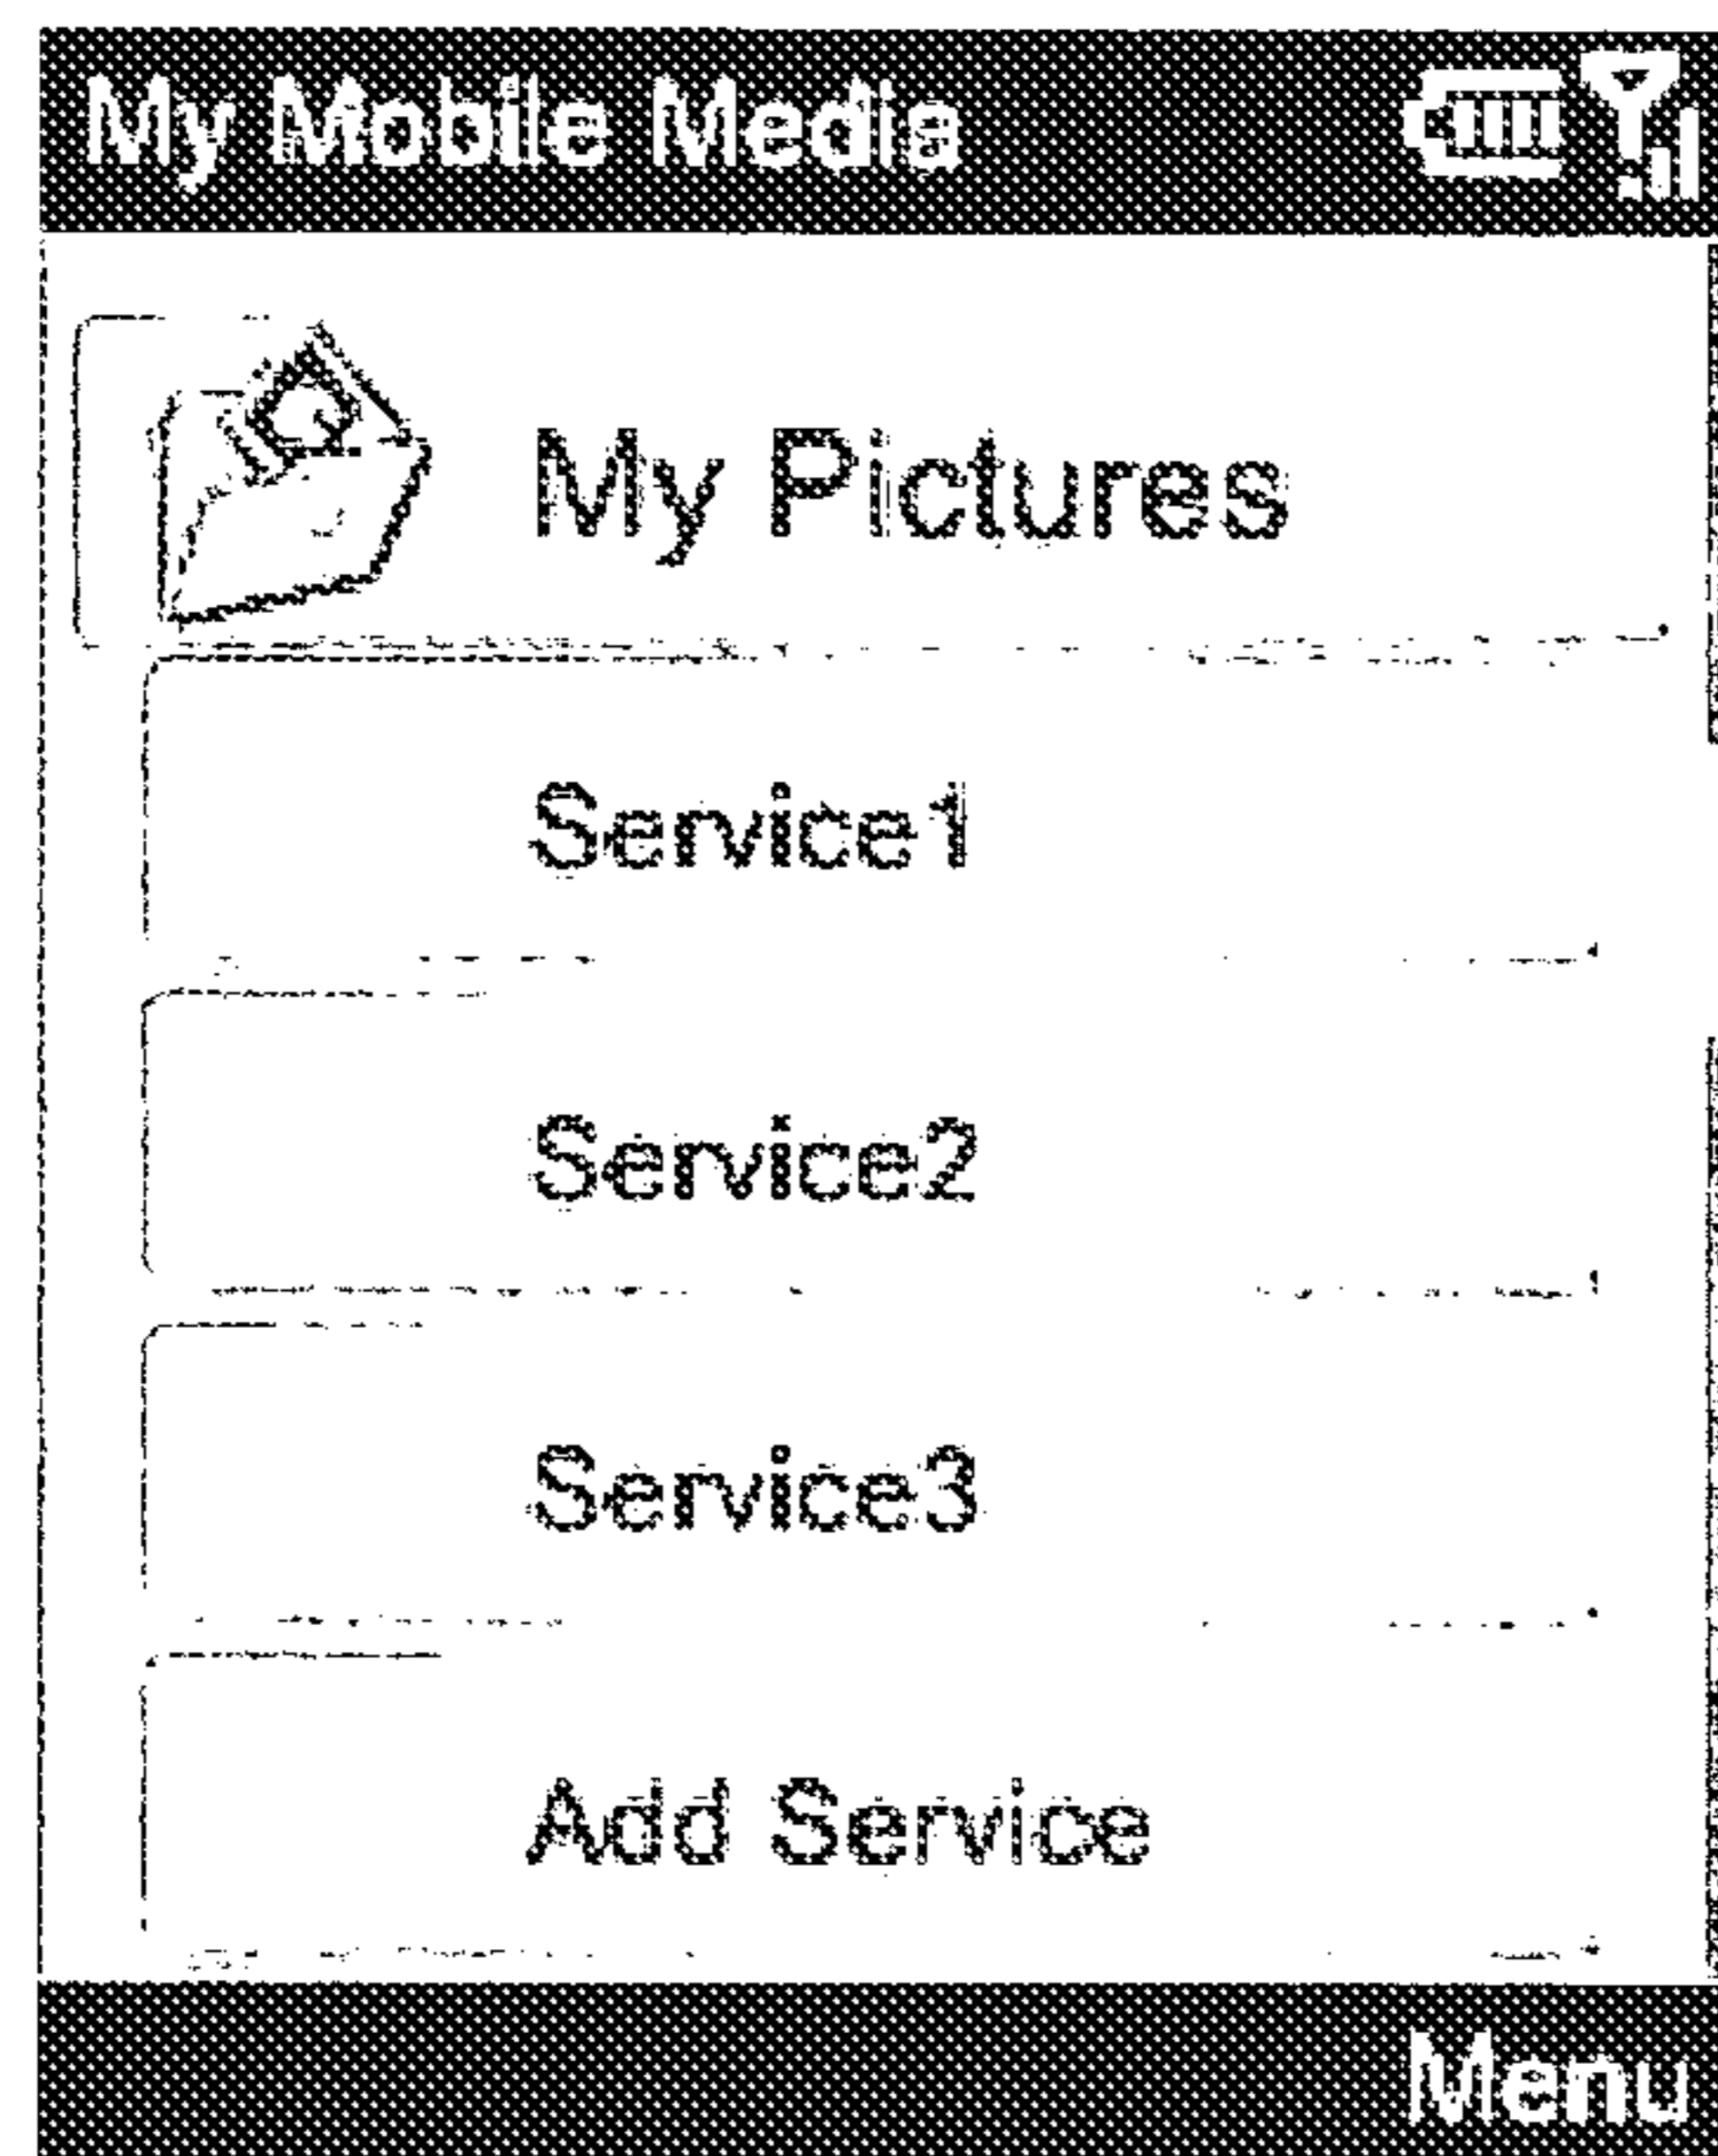 My Mobile Media
My Pictures
Service1
Service2
Service3
Add Service
Menu